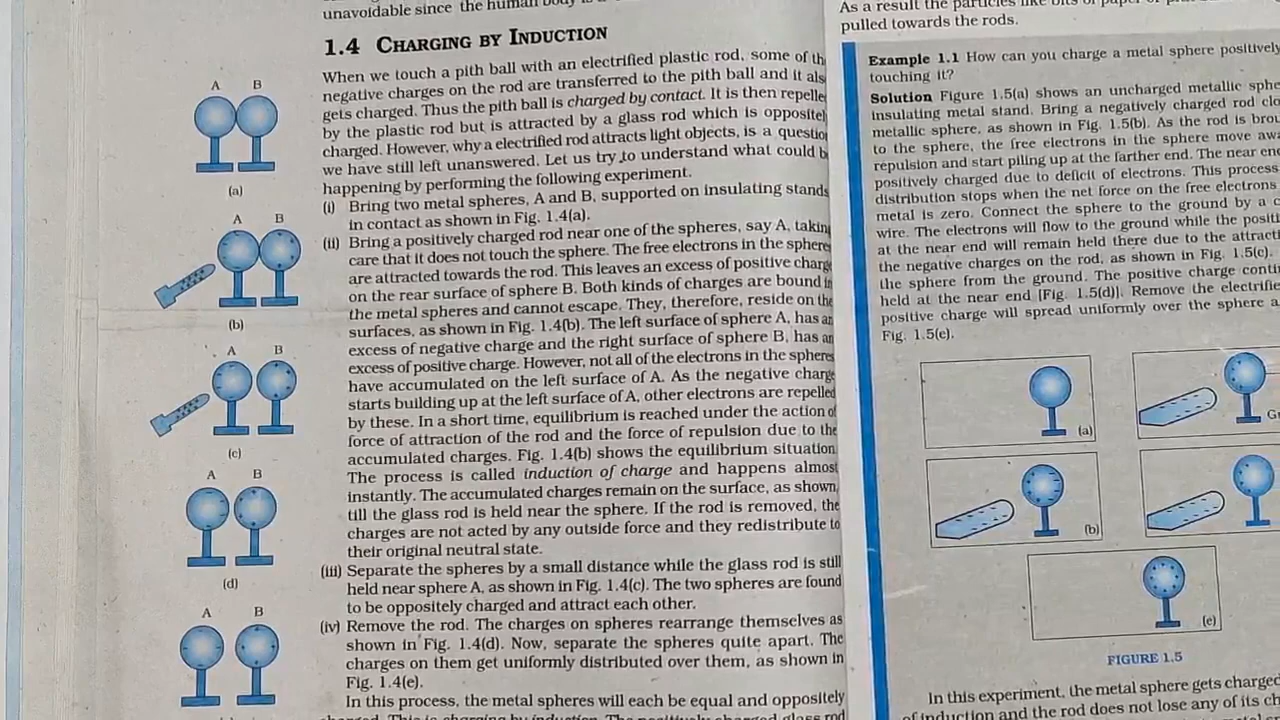 unavoidable since the human body is
1.4 CHARGING BY INDUCTION
When we touch a pith ball with an electrified plastic rod, some of th
negative charges on the rod are transferred to the pith ball and it als
gets charged. Thus the pith ball is charged by contact. It is then repelle
by the plastic rod but is attracted by a glass rod which is oppositel
charged. However, why a electrified rod attracts light objects, is a questio
we have still left unanswered. Let us try to understand what could b
happening by performing the following experiment.
(i) Bring two metal spheres, A and B, supported on insulating stands
in contact as shown in Fig. 1.4(a).
(ii) Bring a positively charged rod near one of the spheres, say A, takin
care that it does not touch the sphere. The free electrons in the sphere
are attracted towards the rod. This leaves an excess of positive charg
on the rear surface of sphere B. Both kinds of charges are bound in
the metal spheres and cannot escape. They, therefore, reside on the
surfaces, as shown in Fig. 1.4(b). The left surface of sphere A, has an
excess of negative charge and the right surface of sphere B, has an
excess of positive charge. However, not all of the electrons in the spheres
have accumulated on the left surface of A. As the negative charge
starts building up at the left surface of A, other electrons are repelled
by these. In a short time, equilibrium is reached under the action of
force of attraction of the rod and the force of repulsion due to the
accumulated charges. Fig. 1.4(b) shows the equilibrium situation
The process is called induction of charge and happens almost
instantly. The accumulated charges remain on the surface, as shown,
till the glass rod is held near the sphere. If the rod is removed, the
charges are not acted by any outside force and they redistribute to
their original neutral state.
(iii) Separate the spheres by a small distance while the glass rod is still
held near sphere A, as shown in Fig. 1.4(c). The two spheres are found
to be oppositely charged and attract each other.
(iv) Remove the rod. The charges on spheres rearrange themselves as
shown in Fig. 1.4(d). Now, separate the spheres quite apart. The
charges on them get uniformly distributed over them, as shown in
Fig. 1.4(e).
In this process, the metal spheres will each be equal and oppositely
A B
(a)
A B
(b)
A B
(c)
A B
(d)
A B
As a result the particles like bits of paper or
pulled towards the rods.
Example 1.1 How can you charge a metal sphere positively
touching it?
Solution Figure 1.5(a) shows an uncharged metallic sphe
insulating metal stand. Bring a negatively charged rod clo
metallic sphere, as shown in Fig. 1.5(b). As the rod is brou
to the sphere, the free electrons in the sphere move awa
repulsion and start piling up at the farther end. The near end
positively charged due to deficit of electrons. This process
distribution stops when the net force on the free electrons
metal is zero. Connect the sphere to the ground by a c
wire. The electrons will flow to the ground while the positi
at the near end will remain held there due to the attracti
the negative charges on the rod, as shown in Fig. 1.5(c).
the sphere from the ground. The positive charge conti
held at the near end [Fig. 1.5(d)]. Remove the electrifie
positive charge will spread uniformly over the sphere a
Fig. 1.5(e).
(a)
G
(b)
(e)
FIGURE 1.5
In this experiment, the metal sphere gets charged
of induction and the rod does not lose any of its ch